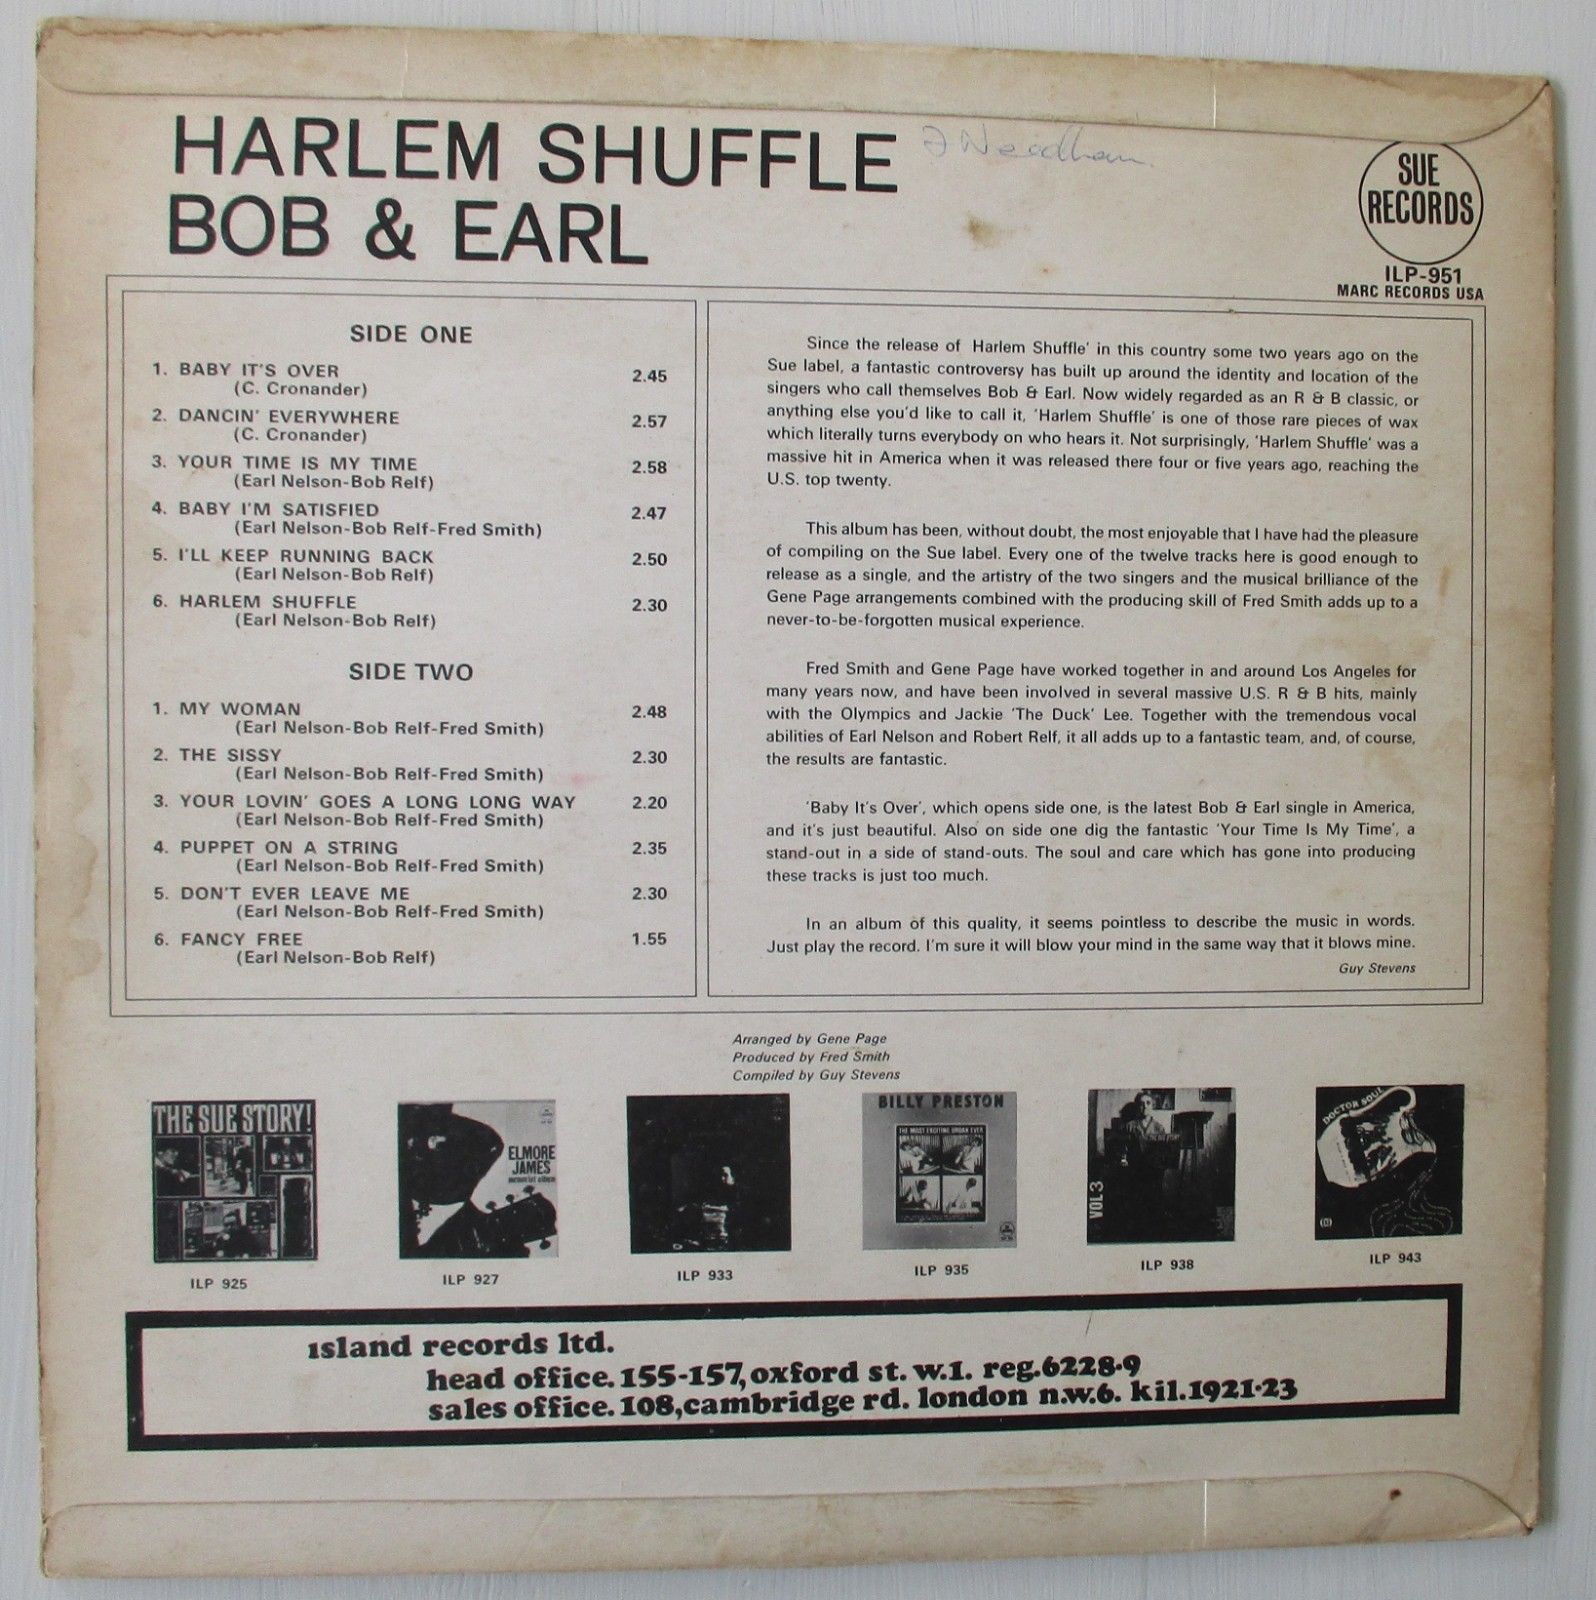 HARLEM SHUFFLE
BOB & EARL
SUE
RECORDS
ILP-951
MARC RECORDS USA
SIDE ONE
1. BABY IT'S OVER 2.45
(C. Cronander)
2. DANCIN' EVERYWHERE 2.57
(C. Cronander)
3. YOUR TIME IS MY TIME 2.58
(Earl Nelson-Bob Relf)
4. BABY I'M SATISFIED 2.47
(Earl Nelson-Bob Relf-Fred Smith)
5. I'LL KEEP RUNNING BACK 2.50
(Earl Nelson-Bob Relf)
6. HARLEM SHUFFLE 2.30
(Earl Nelson-Bob Relf)
SIDE TWO
1. MY WOMAN 2.48
(Earl Nelson-Bob Relf-Fred Smith)
2. THE SISSY 2.30
(Earl Nelson-Bob Relf-Fred Smith)
3. YOUR LOVIN' GOES A LONG LONG WAY 2.20
(Earl Nelson-Bob Relf-Fred Smith)
4. PUPPET ON A STRING 2.35
(Earl Nelson-Bob Relf-Fred Smith)
5. DON'T EVER LEAVE ME 2.30
(Earl Nelson-Bob Relf-Fred Smith)
6. FANCY FREE 1.55
(Earl Nelson-Bob Relf)
Since the release of Harlem Shuffle' in this country some two years ago on the
Sue label, a fantastic controversy has built up around the identity and location of the
singers who call themselves Bob & Earl. Now widely regarded as an R & B classic, or
anything else you'd like to call it, 'Harlem Shuffle' is one of those rare pieces of wax
which literally turns everybody on who hears it. Not surprisingly, 'Harlem Shuffle' was a
massive hit in America when it was released there four or five years ago, reaching the
U.S. top twenty.
This album has been, without doubt, the most enjoyable that I have had the pleasure
of compiling on the Sue label. Every one of the twelve tracks here is good enough to
release as a single, and the artistry of the two singers and the musical brilliance of the
Gene Page arrangements combined with the producing skill of Fred Smith adds up to a
never-to-be-forgotten musical experience.
Fred Smith and Gene Page have worked together in and around Los Angeles for
many years now, and have been involved in several massive U.S. R & B hits, mainly
with the Olympics and Jackie 'The Duck' Lee. Together with the tremendous vocal
abilities of Earl Nelson and Robert Relf, it all adds up to a fantastic team, and, of course,
the results are fantastic.
'Baby It's Over', which opens side one, is the latest Bob & Earl single in America,
and it's just beautiful. Also on side one dig the fantastic 'Your Time Is My Time', a
stand-out in a side of stand-outs. The soul and care which has gone into producing
these tracks is just too much.
In an album of this quality, it seems pointless to describe the music in words.
Just play the record. I'm sure it will blow your mind in the same way that it blows mine.
Guy Stevens
Arranged by Gene Page
Produced by Fred Smith
Compiled by Guy Stevens
THE SUE STORY!
ELMORE
JAMES
memorial album
BILLY PRESTON
THE MOST EXCITING ORGAN EVER
VOL 3
DOCTOR SOUL
ILP 925
ILP 927
ILP 933
ILP 935
ILP 938
ILP 943
island records ltd.
head office. 155-157, oxford st. w.1. reg.6228-9
sales office. 108, cambridge rd. london n.w.6. kil.1921-23